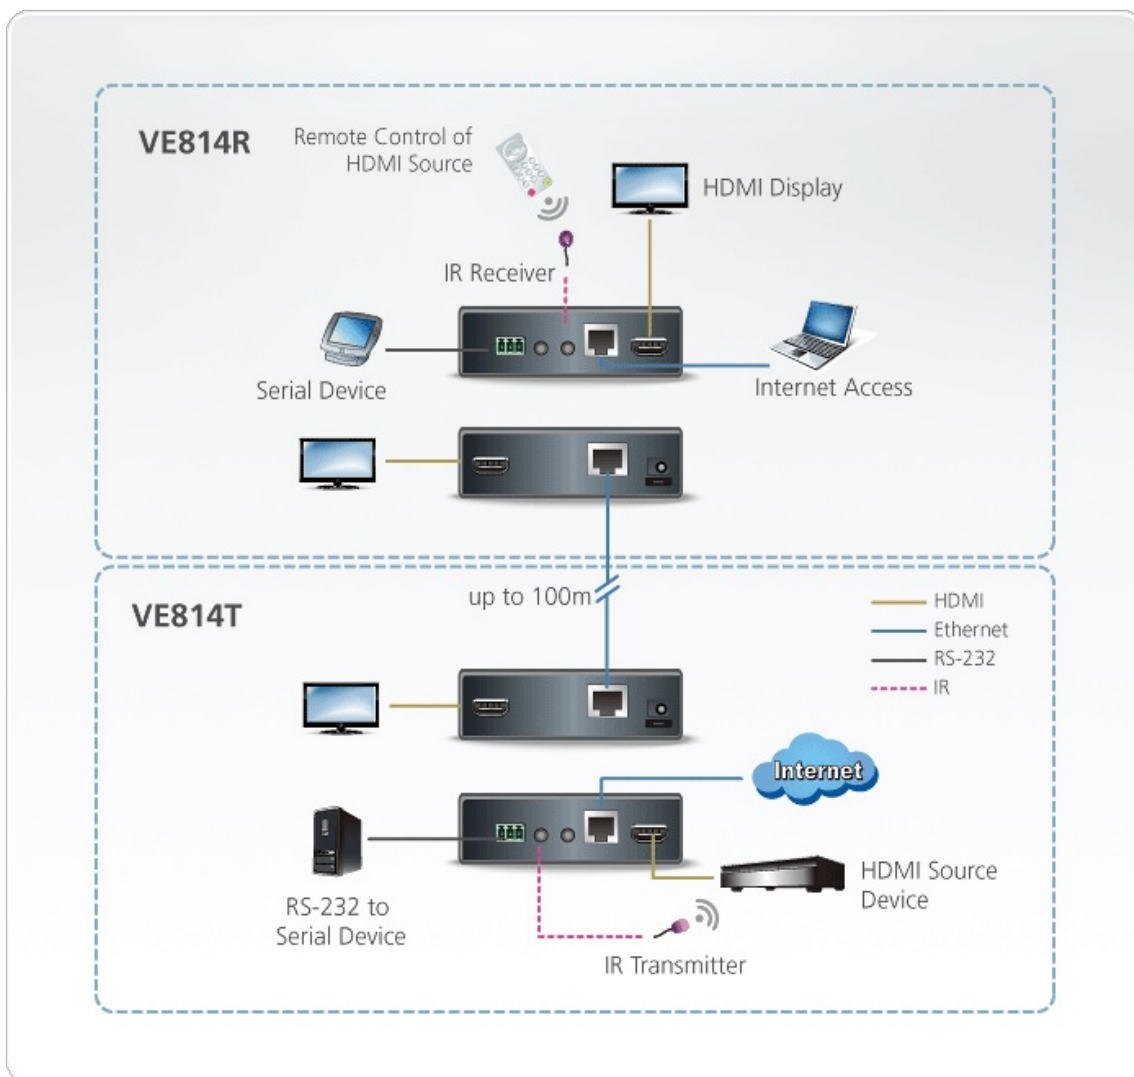 VE814R
Remote Control of
HDMI Source
HDMI Display
IR Receiver
Serial Device
Internet Access
up to 100m
VE814T
HDMI
Ethernet
RS-232
IR
Internet
RS-232 to
Serial Device
HDMI Source
Device
IR Transmitter